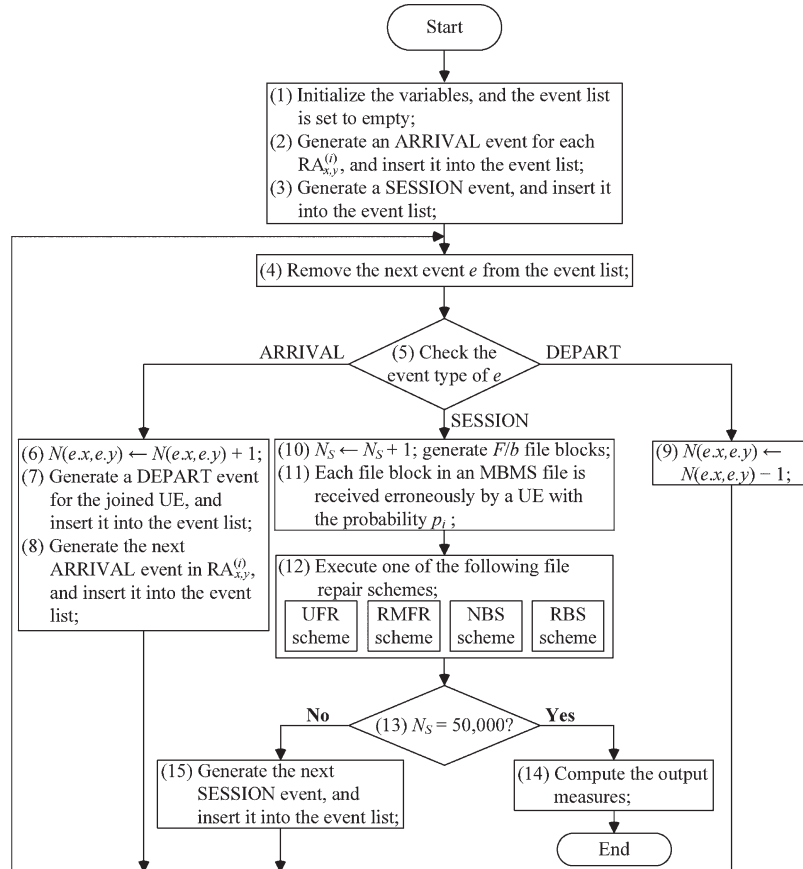 Start
(1) Initialize the variables, and the event list
is set to empty;
(2) Generate an ARRIVAL event for each
RA_{x,y}^{(i)}, and insert it into the event list;
(3) Generate a SESSION event, and insert it
into the event list;
(4) Remove the next event e from the event list;
(5) Check the
event type of e
ARRIVAL
DEPART
SESSION
(6) N(e.x,e.y) ← N(e.x,e.y) + 1;
(7) Generate a DEPART event
for the joined UE, and
insert it into the event list;
(8) Generate the next
ARRIVAL event in RA_{x,y}^{(i)},
and insert it into the event
list;
(10) N_S ← N_S + 1; generate F/b file blocks;
(11) Each file block in an MBMS file is
received erroneously by a UE with
the probability p_i ;
(9) N(e.x,e.y) ←
N(e.x,e.y) − 1;
(12) Execute one of the following file
repair schemes;
UFR
scheme
RMFR
scheme
NBS
scheme
RBS
scheme
(13) N_S = 50,000?
No
Yes
(15) Generate the next
SESSION event, and
insert it into the event list;
(14) Compute the output
measures;
End